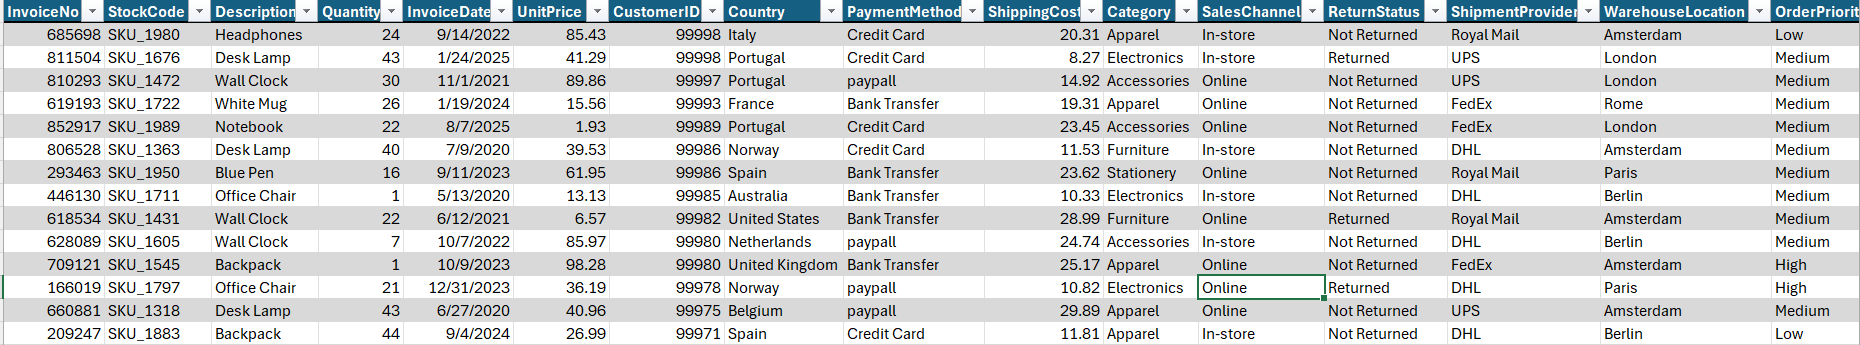 InvoiceNo StockCode Description Quantity InvoiceDate UnitPrice CustomerID Country PaymentMethod ShippingCost Category SalesChannel ReturnStatus ShipmentProvider WarehouseLocation OrderPriorit
685698 SKU_1980 Headphones 24 9/14/2022 85.43 99998 Italy Credit Card 20.31 Apparel In-store Not Returned Royal Mail Amsterdam Low
811504 SKU_1676 Desk Lamp 43 1/24/2025 41.29 99998 Portugal Credit Card 8.27 Electronics In-store Returned UPS London Medium
810293 SKU_1472 Wall Clock 30 11/1/2021 89.86 99997 Portugal paypall 14.92 Accessories Online Not Returned UPS London Medium
619193 SKU_1722 White Mug 26 1/19/2024 15.56 99993 France Bank Transfer 19.31 Apparel Online Not Returned FedEx Rome Medium
852917 SKU_1989 Notebook 22 8/7/2025 1.93 99989 Portugal Credit Card 23.45 Accessories Online Not Returned FedEx London Medium
806528 SKU_1363 Desk Lamp 40 7/9/2020 39.53 99986 Norway Credit Card 11.53 Furniture In-store Not Returned DHL Amsterdam Medium
293463 SKU_1950 Blue Pen 16 9/11/2023 61.95 99986 Spain Bank Transfer 23.62 Stationery Online Not Returned Royal Mail Paris Medium
446130 SKU_1711 Office Chair 1 5/13/2020 13.13 99985 Australia Bank Transfer 10.33 Electronics In-store Not Returned DHL Berlin Medium
618534 SKU_1431 Wall Clock 22 6/12/2021 6.57 99982 United States Bank Transfer 28.99 Furniture Online Returned Royal Mail Amsterdam Medium
628089 SKU_1605 Wall Clock 7 10/7/2022 85.97 99980 Netherlands paypall 24.74 Accessories In-store Not Returned DHL Berlin Medium
709121 SKU_1545 Backpack 1 10/9/2023 98.28 99980 United Kingdom Bank Transfer 25.17 Apparel Online Not Returned FedEx Amsterdam High
166019 SKU_1797 Office Chair 21 12/31/2023 36.19 99978 Norway paypall 10.82 Electronics Online Returned DHL Paris High
660881 SKU_1318 Desk Lamp 43 6/27/2020 40.96 99975 Belgium paypall 29.89 Apparel Online Not Returned UPS Amsterdam Medium
209247 SKU_1883 Backpack 44 9/4/2024 26.99 99971 Spain Credit Card 11.81 Apparel In-store Not Returned DHL Berlin Low